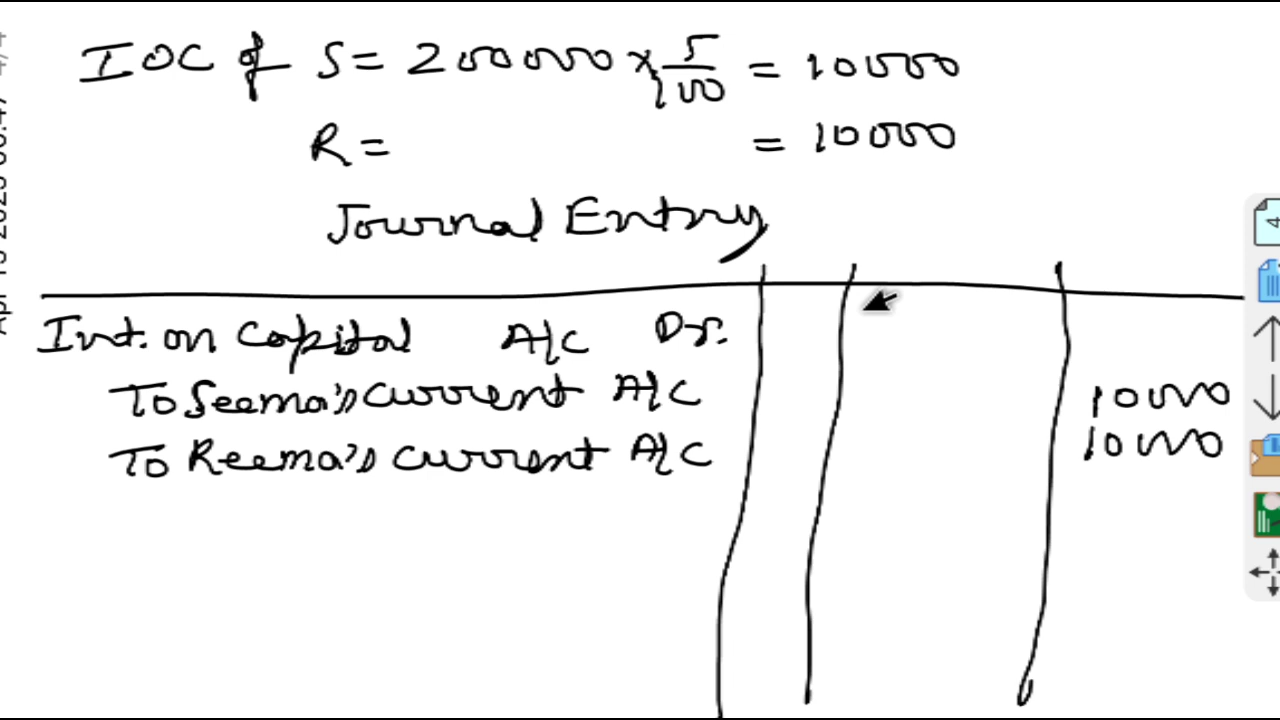 IOC of S = 200000 × 5/100 = 10000
R = = 10000
Journal Entry
Int. on Capital A/C Dr.
To Seema's current A/C 10000
To Reema's current A/C 10000